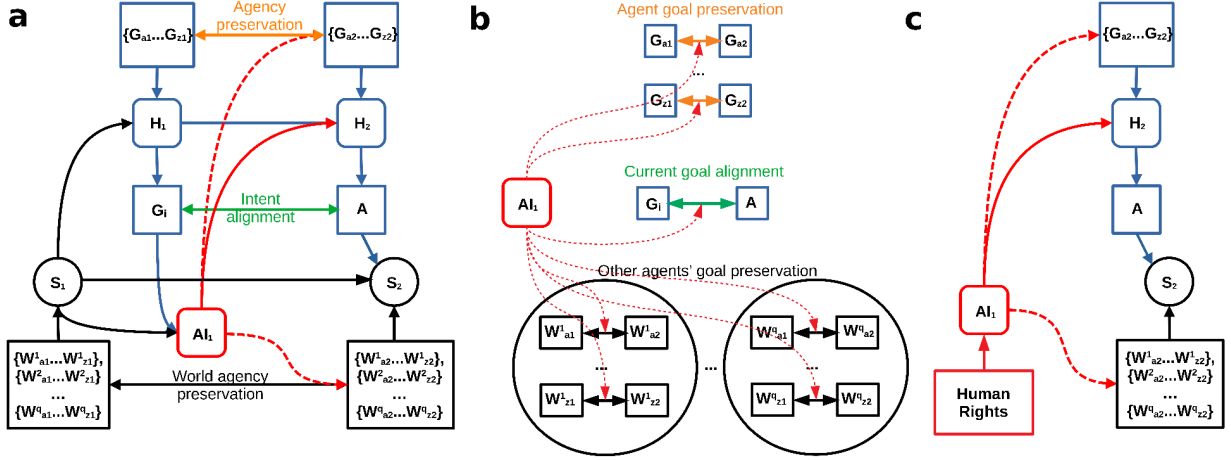 a
Agency
preservation
{Ga1...Gz1}
{Ga2...Gz2}
H1
H2
Gi
Intent
alignment
A
S1
S2
AI1
{W1a1...W1z1},
{W2a1...W2z1}
...
{Wqa1...Wqz1}
World agency
preservation
{W1a2...W1z2},
{W2a2...W2z2}
...
{Wqa2...Wqz2}
b
Agent goal preservation
Ga1
Ga2
...
Gz1
Gz2
AI1
Current goal alignment
Gi
A
Other agents' goal preservation
W1a1
W1a2
...
W1z1
W1z2
...
Wqa1
Wqa2
...
Wqz1
Wqz2
c
{Ga2...Gz2}
H2
A
S2
AI1
Human
Rights
{W1a2...W1z2},
{W2a2...W2z2}
...
{Wqa2...Wqz2}